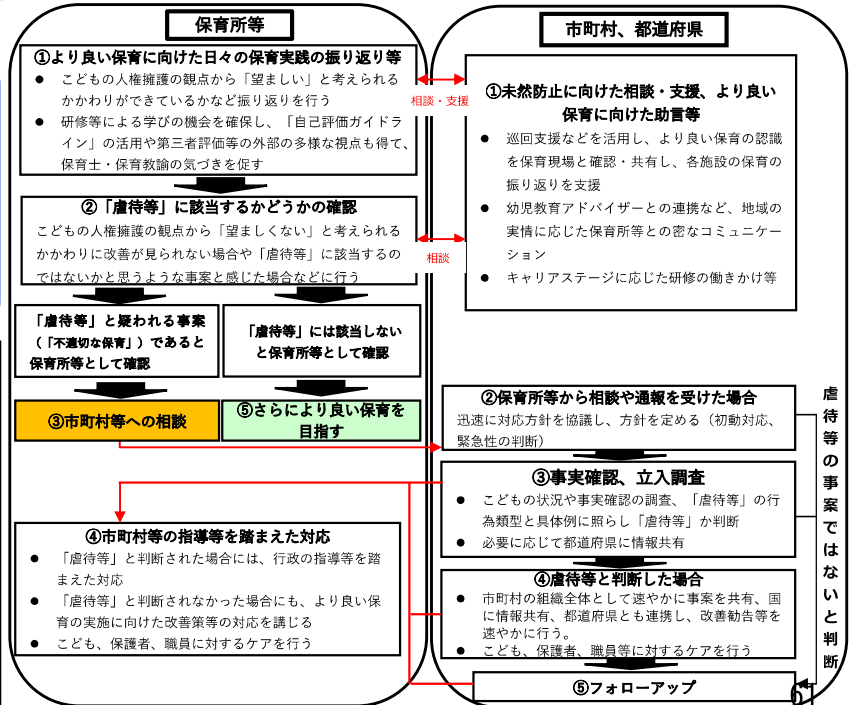 保育所等
①より良い保育に向けた日々の保育実践の振り返り等
● こどもの人権擁護の観点から「望ましい」と考えられる
かかわりができているかなど振り返りを行う
● 研修等による学びの機会を確保し、「自己評価ガイドラ
イン」の活用や第三者評価等の外部の多様な視点も得て、
保育士・保育教諭の気づきを促す
②「虐待等」に該当するかどうかの確認
こどもの人権擁護の観点から「望ましくない」と考えられる
かかわりに改善が見られない場合や「虐待等」に該当するの
ではないかと思うような事案と感じた場合などに行う
「虐待等」と疑われる事案
（「不適切な保育」）であると
保育所等として確認
「虐待等」には該当しない
と保育所等として確認
③市町村等への相談
⑤さらにより良い保育を
目指す
④市町村等の指導等を踏まえた対応
● 「虐待等」と判断された場合には、行政の指導等を踏
まえた対応
● 「虐待等」と判断されなかった場合にも、より良い保
育の実施に向けた改善策等の対応を講じる
● こども、保護者、職員に対するケアを行う
相談・支援
相談
市町村、都道府県
①未然防止に向けた相談・支援、より良い
保育に向けた助言等
● 巡回支援などを活用し、より良い保育の認識
を保育現場と確認・共有し、各施設の保育の
振り返りを支援
● 幼児教育アドバイザーとの連携など、地域の
実情に応じた保育所等との密なコミュニケー
ション
● キャリアステージに応じた研修の働きかけ等
②保育所等から相談や通報を受けた場合
迅速に対応方針を協議し、方針を定める（初動対応、
緊急性の判断）
③事実確認、立入調査
● こどもの状況や事実確認の調査、「虐待等」の行
為類型と具体例に照らし「虐待等」か判断
● 必要に応じて都道府県に情報共有
④虐待等と判断した場合
● 市町村の組織全体として速やかに事案を共有、国
に情報共有、都道府県とも連携し、改善勧告等を
速やかに行う。
● こども、保護者、職員等に対するケアを行う
⑤フォローアップ
虐待等の事案ではないと判断
61